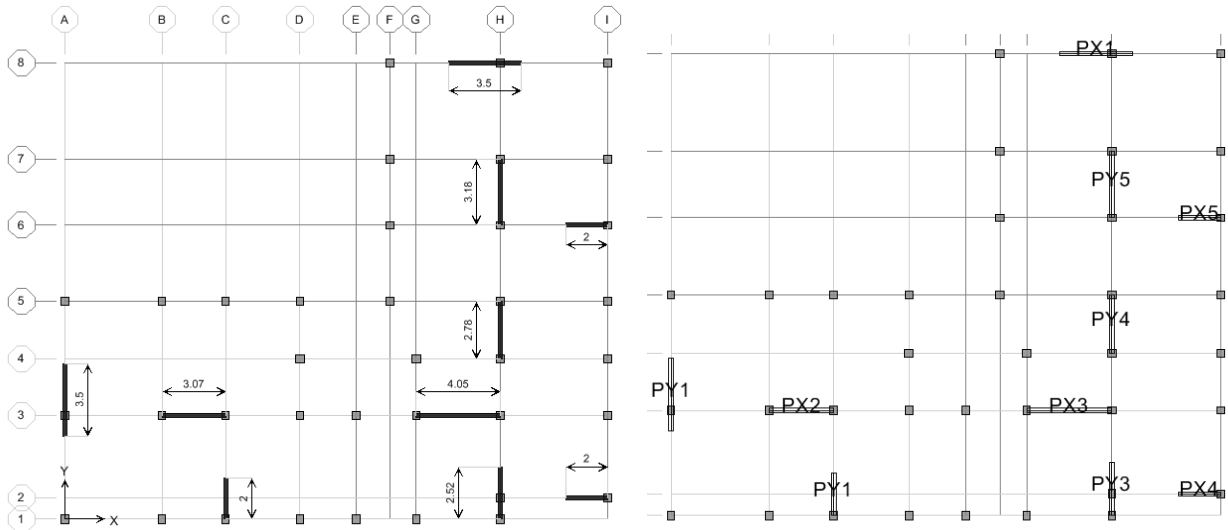 A B C D E F G H I
8 PX1
3.5
7
3.18 PY5
6 PX5
2
5
2.78 PY4
4
3.07 4.05 PY1
3.5
3 PX2 PX3
2
Y 2 2.52 PY1 PY3 PX4
2
1 X